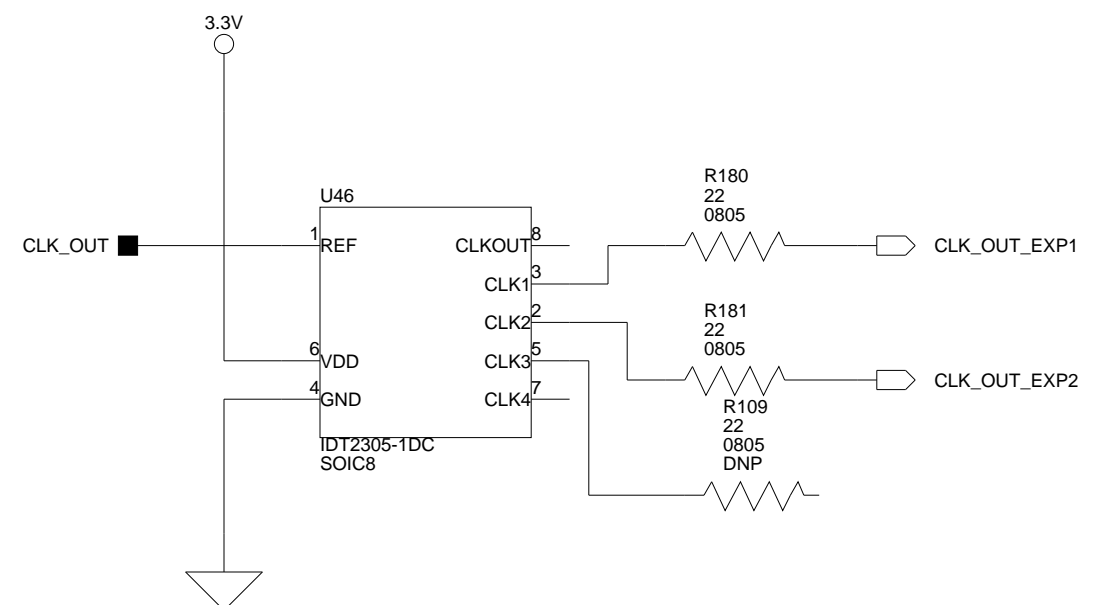 3.3V
U46
CLK_OUT
1
REF
6
VDD
4
GND
CLKOUT
8
CLK1
3
CLK2
2
CLK3
5
CLK4
7
IDT2305-1DC
SOIC8
R180
22
0805
CLK_OUT_EXP1
R181
22
0805
CLK_OUT_EXP2
R109
22
0805
DNP